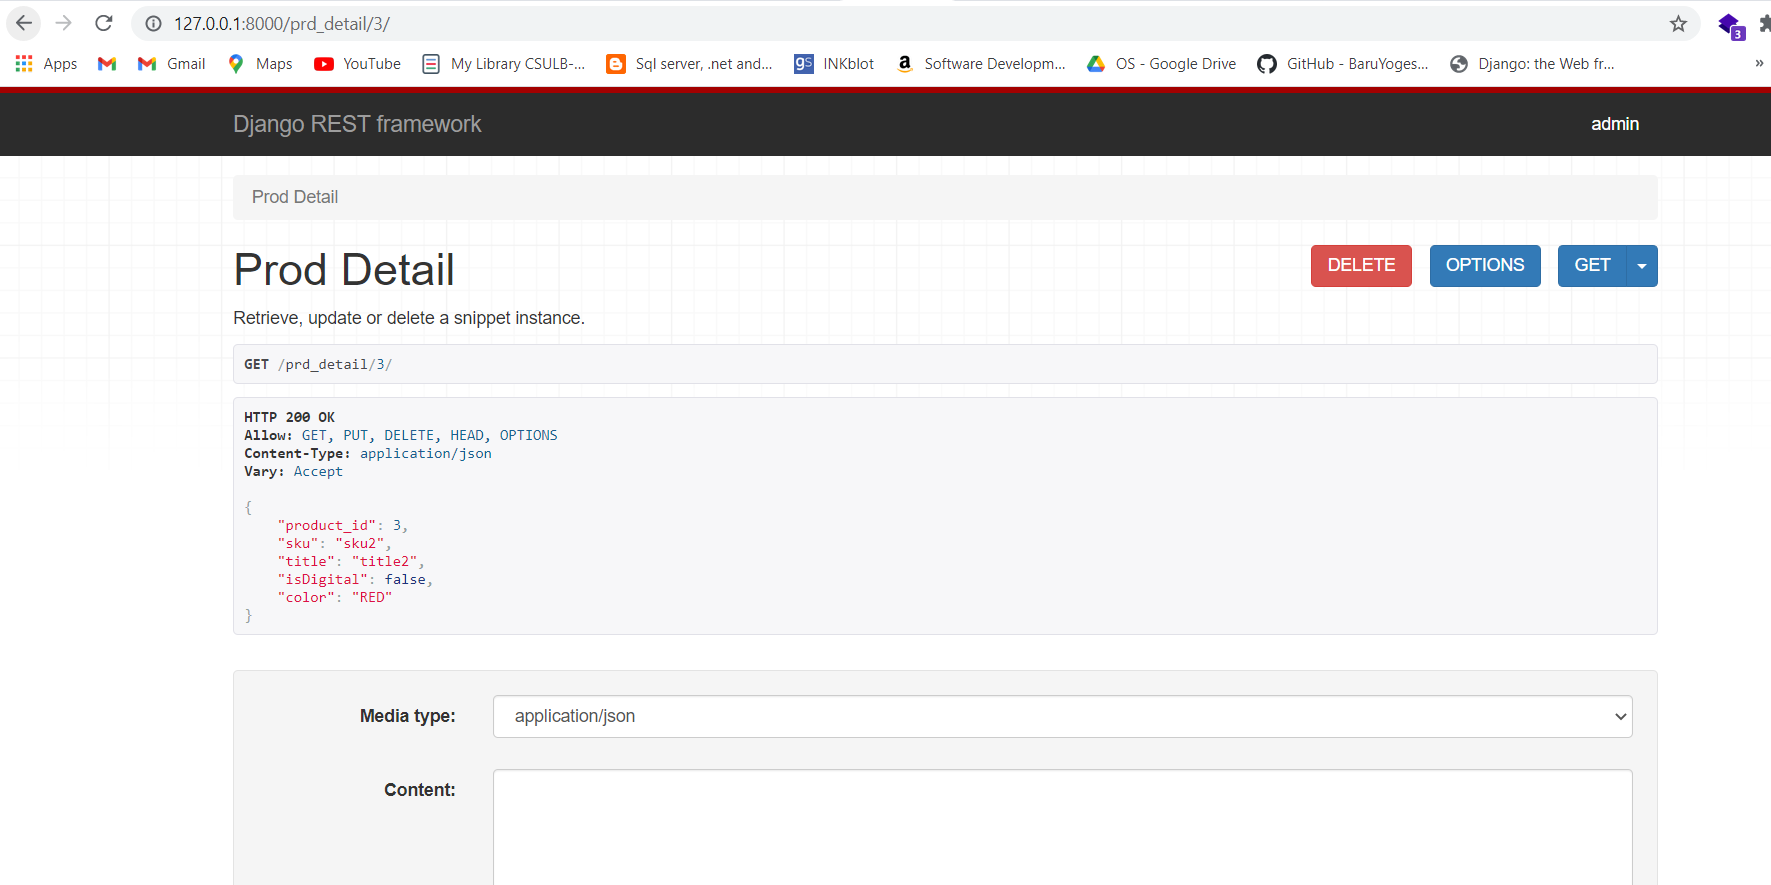 127.0.0.1:8000/prd_detail/3/
3
Apps Gmail Maps YouTube My Library CSULB-... Sql server, .net and... gs INKblot a Software Developm... OS - Google Drive GitHub - BaruYoges... Django: the Web fr... »
Django REST framework admin
Prod Detail
Prod Detail DELETE OPTIONS GET
Retrieve, update or delete a snippet instance.
GET /prd_detail/3/
HTTP 200 OK
Allow: GET, PUT, DELETE, HEAD, OPTIONS
Content-Type: application/json
Vary: Accept
{
"product_id": 3,
"sku": "sku2",
"title": "title2",
"isDigital": false,
"color": "RED"
}
Media type: application/json
Content: